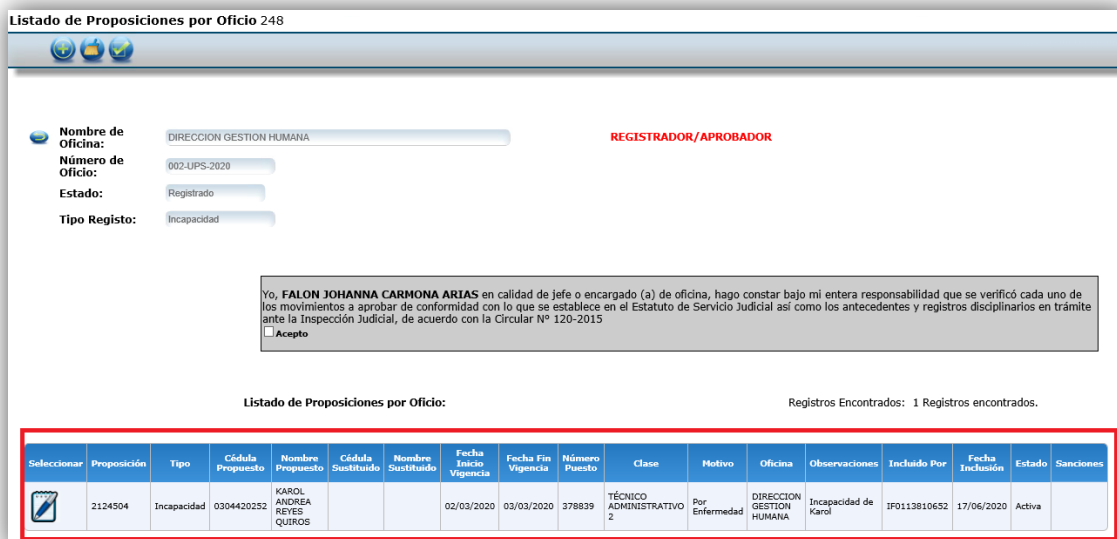 Listado de Proposiciones por Oficio 248
Nombre de
Oficina:
DIRECCION GESTION HUMANA
REGISTRADOR/APROBADOR
Número de
Oficio:
002-UPS-2020
Estado:
Registrado
Tipo Registo:
Incapacidad
Yo, FALON JOHANNA CARMONA ARIAS en calidad de jefe o encargado (a) de oficina, hago constar bajo mi entera responsabilidad que se verificó cada uno de
los movimientos a aprobar de conformidad con lo que se establece en el Estatuto de Servicio Judicial así como los antecedentes y registros disciplinarios en trámite
ante la Inspección Judicial, de acuerdo con la Circular Nº 120-2015
Acepto
Listado de Proposiciones por Oficio:
Registros Encontrados: 1 Registros encontrados.
Seleccionar Proposición Tipo Cédula Propuesto Nombre Propuesto Cédula Sustituido Nombre Sustituido Fecha Inicio Vigencia Fecha Fin Vigencia Número Puesto Clase Motivo Oficina Observaciones Incluido Por Fecha Inclusión Estado Sanciones
2124504 Incapacidad 0304420252 KAROL ANDREA REYES QUIROS 02/03/2020 03/03/2020 378839 TÉCNICO ADMINISTRATIVO 2 Por Enfermedad DIRECCION GESTION HUMANA Incapacidad de Karol IF0113810652 17/06/2020 Activa